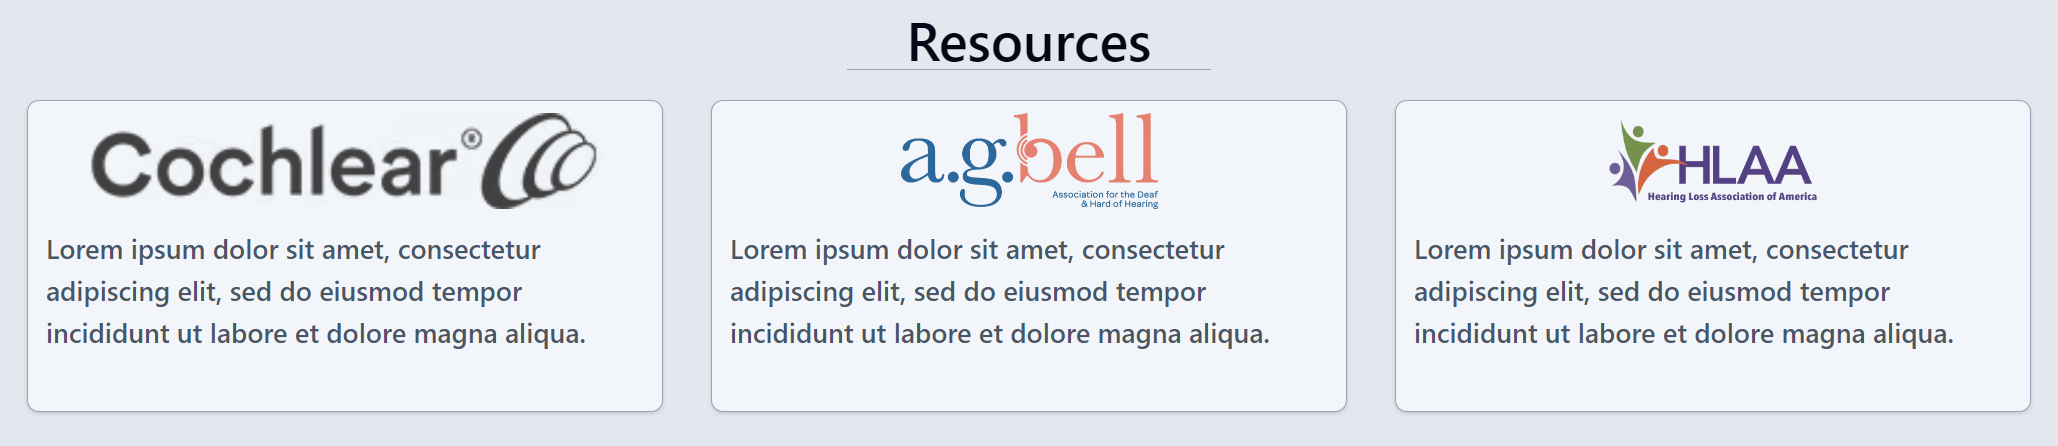 Resources
Cochlear®
a.g.bell
Association for the Deaf
& Hard of Hearing
HLAA
Hearing Loss Association of America
Lorem ipsum dolor sit amet, consectetur
adipiscing elit, sed do eiusmod tempor
incididunt ut labore et dolore magna aliqua.
Lorem ipsum dolor sit amet, consectetur
adipiscing elit, sed do eiusmod tempor
incididunt ut labore et dolore magna aliqua.
Lorem ipsum dolor sit amet, consectetur
adipiscing elit, sed do eiusmod tempor
incididunt ut labore et dolore magna aliqua.